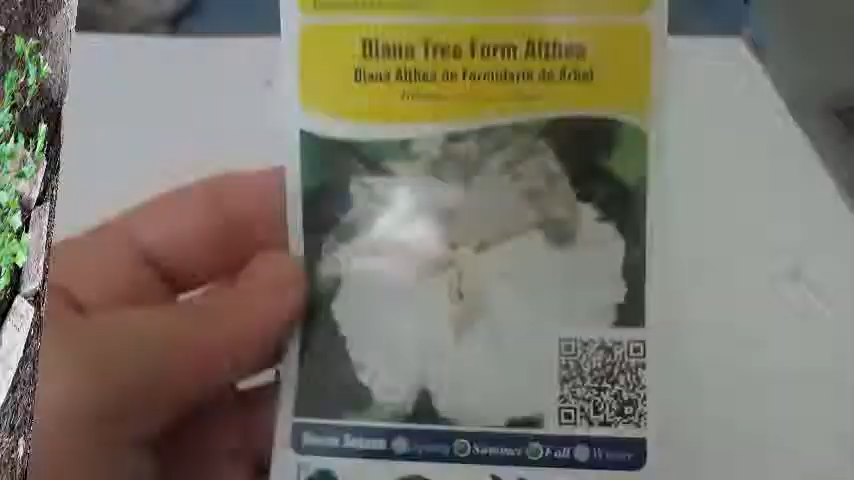 Diana Tree Form Althea
Diana Althea de Formulario de Árbol
Bloom Season Spring Summer Fall Winter